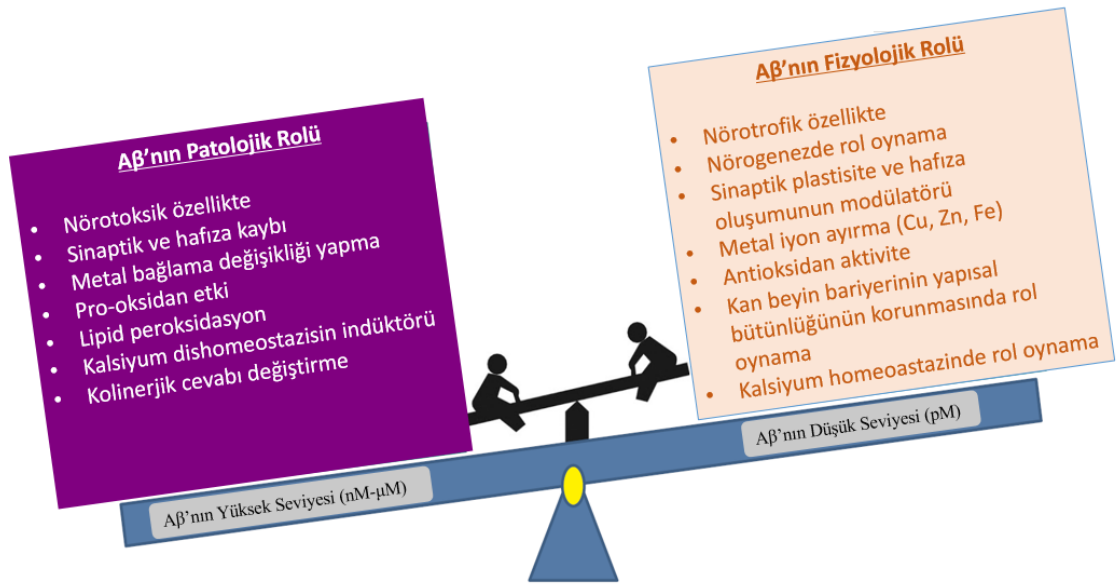 Aβ’nın Patolojik Rolü
• Nörotoksik özellikte
• Sinaptik ve hafıza kaybı
• Metal bağlama değişikliği yapma
• Pro-oksidan etki
• Lipid peroksidasyon
• Kalsiyum dishomeostazisin indüktörü
• Kolinerjik cevabı değiştirme
Aβ’nın Yüksek Seviyesi (nM-μM)
Aβ’nın Fizyolojik Rolü
• Nörotrofik özellikte
• Nörogenezde rol oynama
• Sinaptik plastisite ve hafıza
oluşumunun modülatörü
• Metal iyon ayırma (Cu, Zn, Fe)
• Antioksidan aktivite
• Kan beyin bariyerinin yapısal
bütünlüğünün korunmasında rol
oynama
• Kalsiyum homeoastazinde rol oynama
Aβ’nın Düşük Seviyesi (pM)